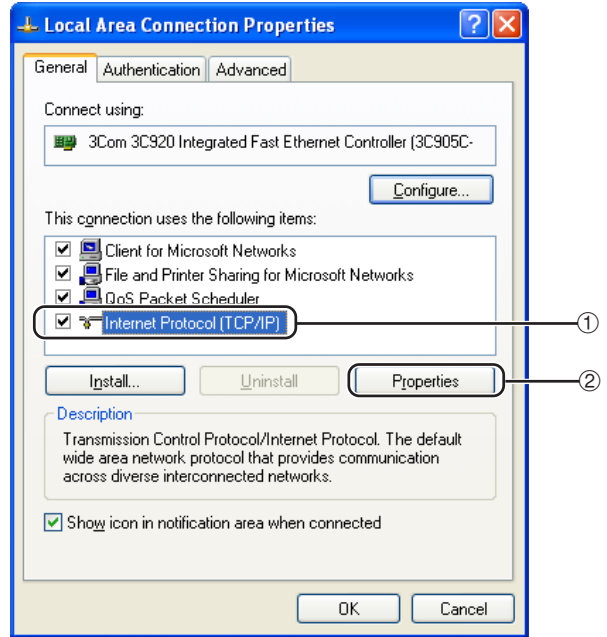 Local Area Connection Properties
General Authentication Advanced
Connect using:
3Com 3C920 Integrated Fast Ethernet Controller (3C905C-
Configure...
This connection uses the following items:
Client for Microsoft Networks
File and Printer Sharing for Microsoft Networks
QoS Packet Scheduler
Internet Protocol (TCP/IP)
①
Install... Uninstall Properties
②
Description
Transmission Control Protocol/Internet Protocol. The default
wide area network protocol that provides communication
across diverse interconnected networks.
Show icon in notification area when connected
OK Cancel